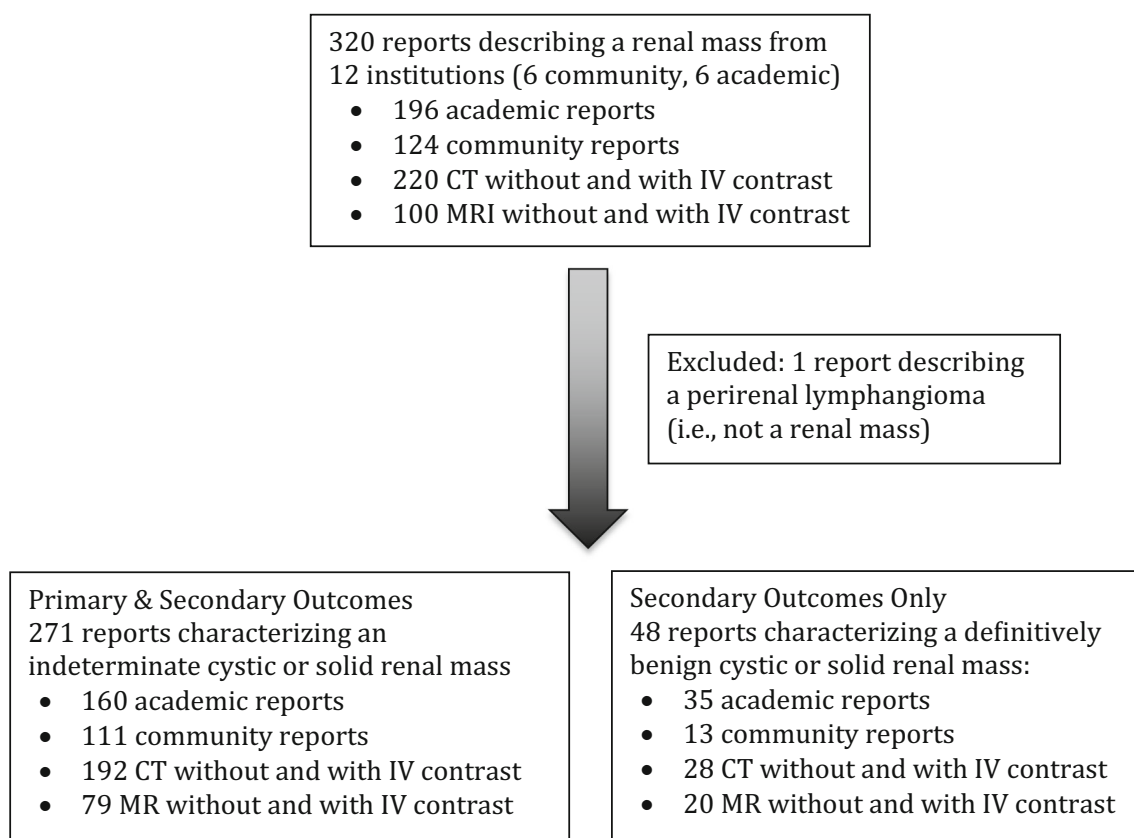 320 reports describing a renal mass from
12 institutions (6 community, 6 academic)
• 196 academic reports
• 124 community reports
• 220 CT without and with IV contrast
• 100 MRI without and with IV contrast
Excluded: 1 report describing
a perirenal lymphangioma
(i.e., not a renal mass)
Primary & Secondary Outcomes
271 reports characterizing an
indeterminate cystic or solid renal mass
• 160 academic reports
• 111 community reports
• 192 CT without and with IV contrast
• 79 MR without and with IV contrast
Secondary Outcomes Only
48 reports characterizing a definitively
benign cystic or solid renal mass:
• 35 academic reports
• 13 community reports
• 28 CT without and with IV contrast
• 20 MR without and with IV contrast